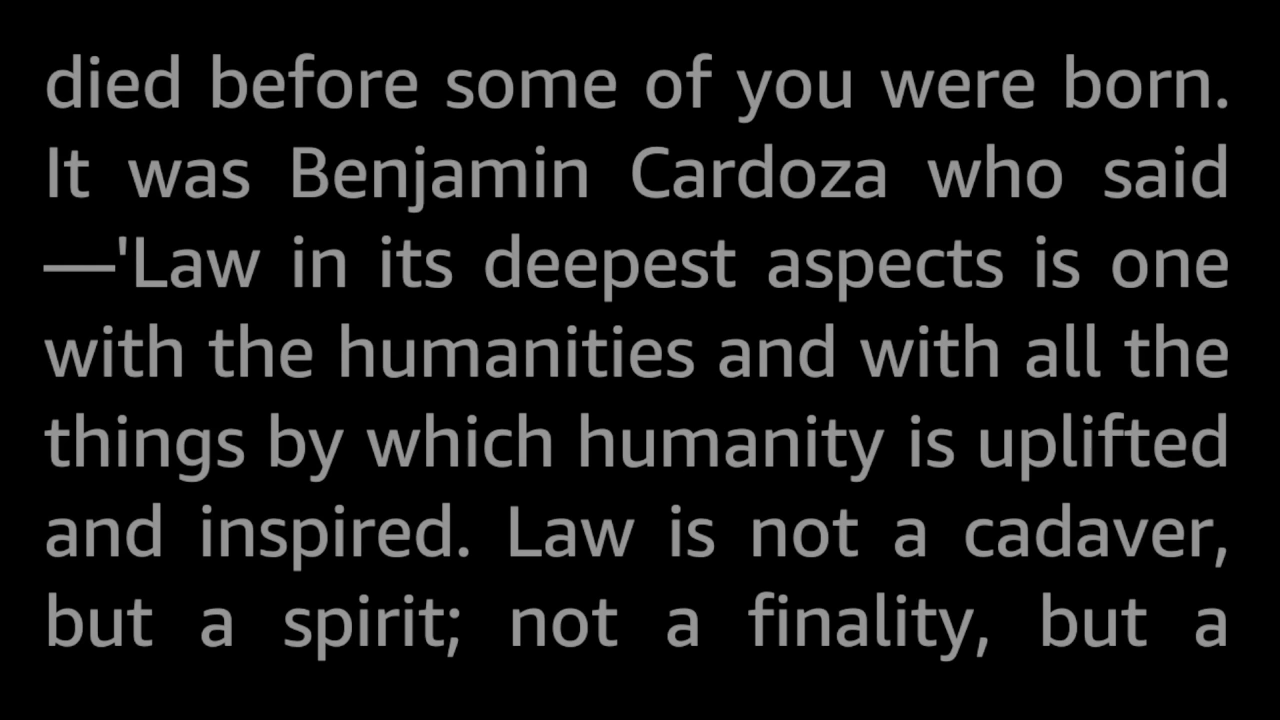 died before some of you were born.
It was Benjamin Cardoza who said
—'Law in its deepest aspects is one
with the humanities and with all the
things by which humanity is uplifted
and inspired. Law is not a cadaver,
but a spirit; not a finality, but a